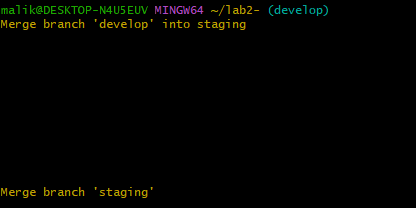 malik@DESKTOP-N4U5EUV MINGW64 ~/lab2- (develop)
Merge branch 'develop' into staging
Merge branch 'staging'